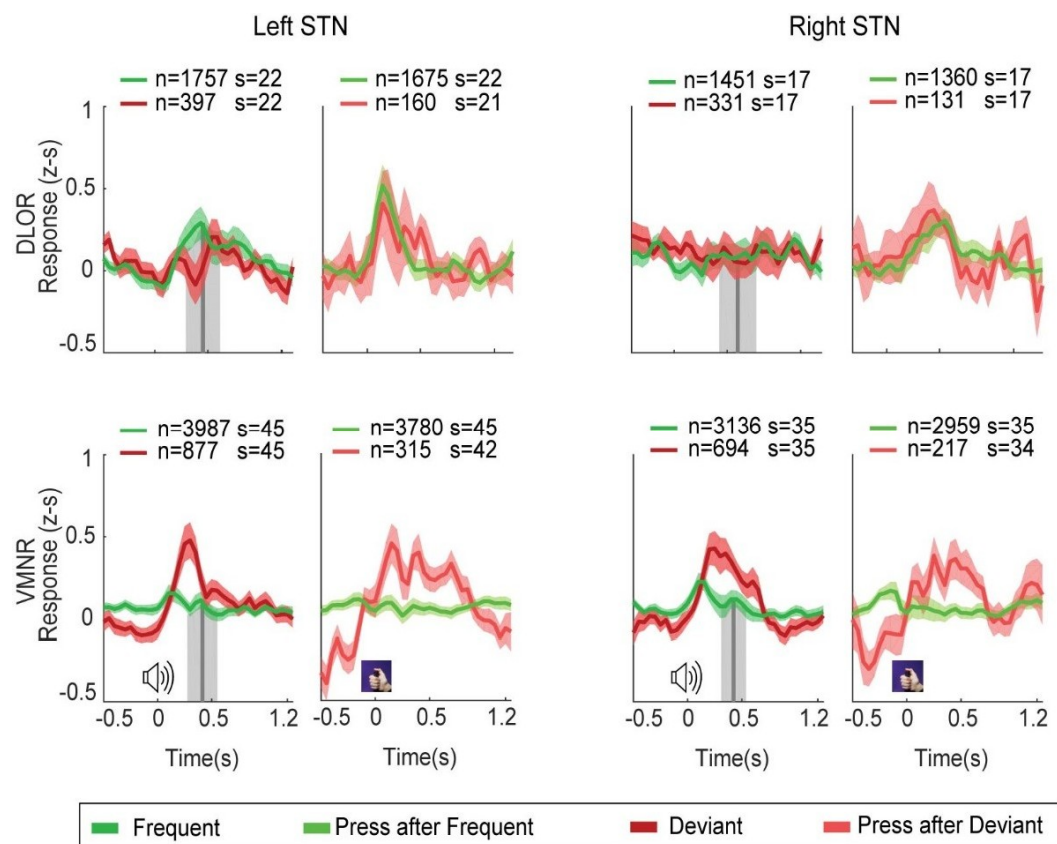 Left STN
Right STN
n=1757 s=22
n=397 s=22
n=1675 s=22
n=160 s=21
n=1451 s=17
n=331 s=17
n=1360 s=17
n=131 s=17
DLOR
Response (z-s)
1
0.5
0
-0.5
n=3987 s=45
n=877 s=45
n=3780 s=45
n=315 s=42
n=3136 s=35
n=694 s=35
n=2959 s=35
n=217 s=34
VMNR
Response (z-s)
1
0.5
0
-0.5
-0.5 0 0.5 1.2
-0.5 0 0.5 1.2
-0.5 0 0.5 1.2
-0.5 0 0.5 1.2
Time(s)
Time(s)
Time(s)
Time(s)
Frequent
Press after Frequent
Deviant
Press after Deviant